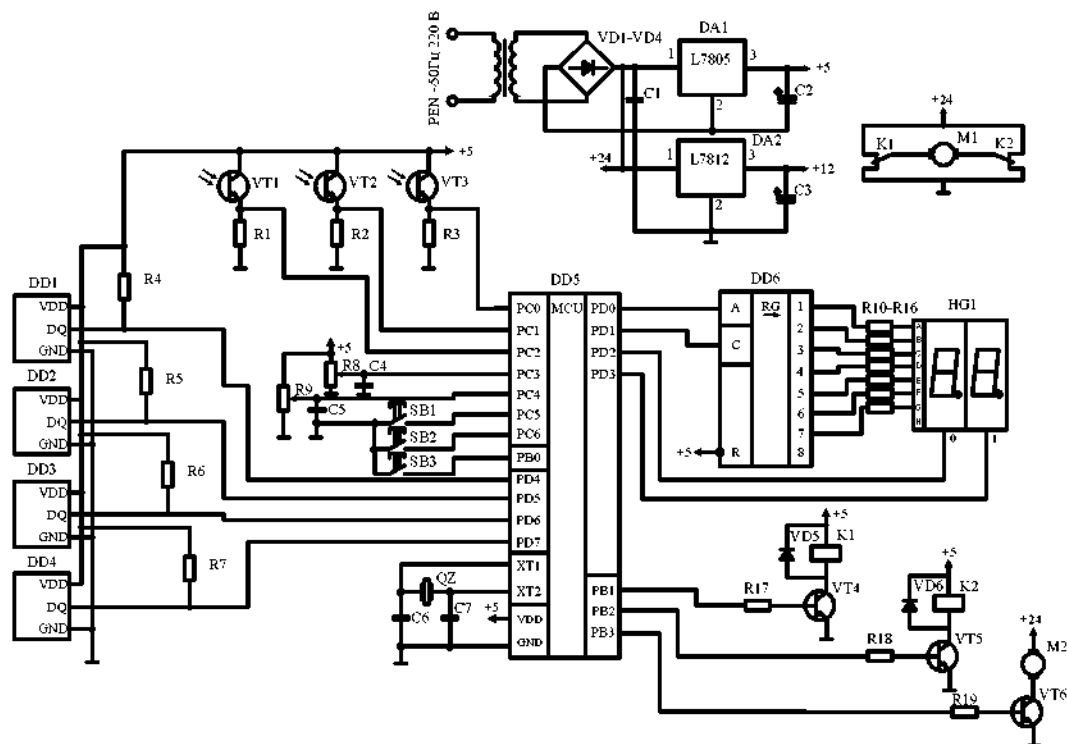 PEN ~50Гц 220 В
VD1-VD4
DA1
1 L7805 3
2
+5
C1
C2
DA2
+24
1 L7812 3
2
+12
C3
+24
K1 M1 K2
+5
VT1 VT2 VT3
R1 R2 R3
R4
R5
R6
R7
DD1
VDD
DQ
GND
DD2
VDD
DQ
GND
DD3
VDD
DQ
GND
DD4
VDD
DQ
GND
+5
R8 C4
R9
C5
SB1
SB2
SB3
QZ
C6 C7
+5
DD5
MCU
PC0
PC1
PC2
PC3
PC4
PC5
PC6
PB0
PD4
PD5
PD6
PD7
XT1
XT2
VDD
GND
PD0
PD1
PD2
PD3
PB1
PB2
PB3
DD6
RG
A
C
+5 R
1
2
3
4
5
6
7
8
R10-R16
HG1
A
B
C
D
E
F
G
H
0 1
+5
VD5 K1
R17 VT4
+5
VD6 K2
R18 VT5
+24
M2
R19 VT6